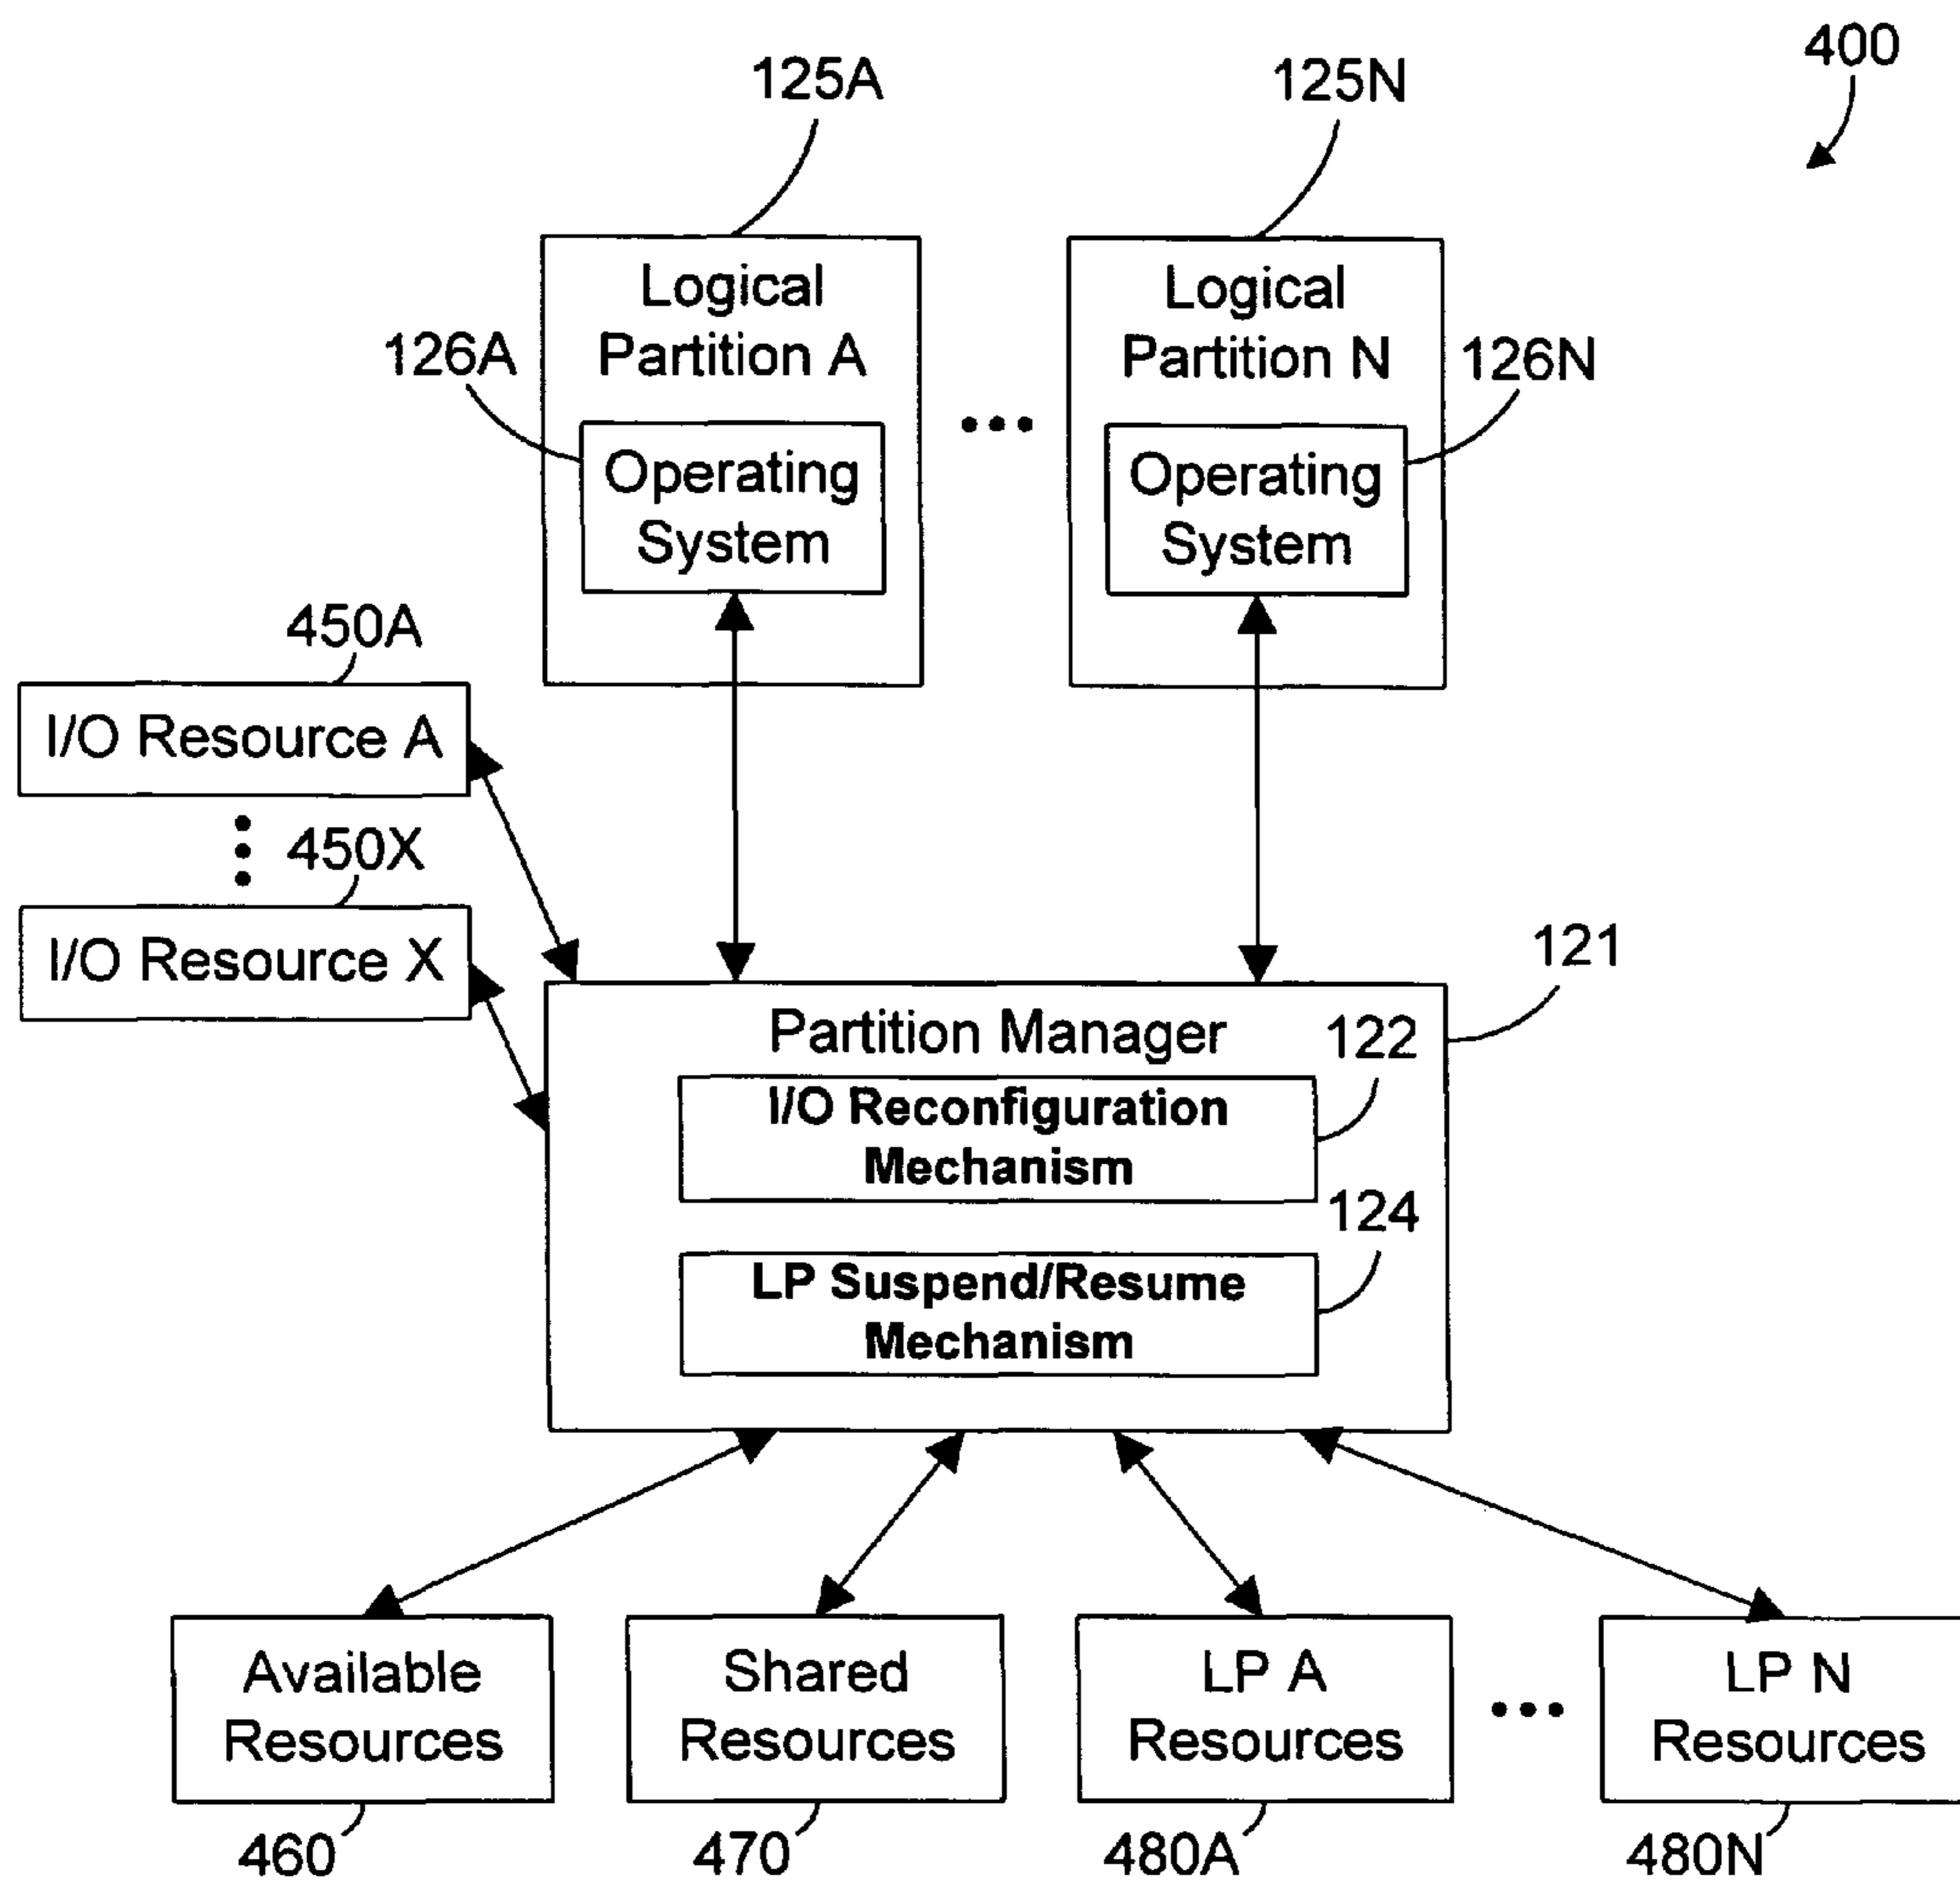 400
125A
125N
Logical
Partition A
Logical
Partition N
126A
126N
Operating
System
Operating
System
450A
I/O Resource A
450X
I/O Resource X
121
Partition Manager
122
I/O Reconfiguration
Mechanism
124
LP Suspend/Resume
Mechanism
Available
Resources
Shared
Resources
LP A
Resources
LP N
Resources
460
470
480A
480N